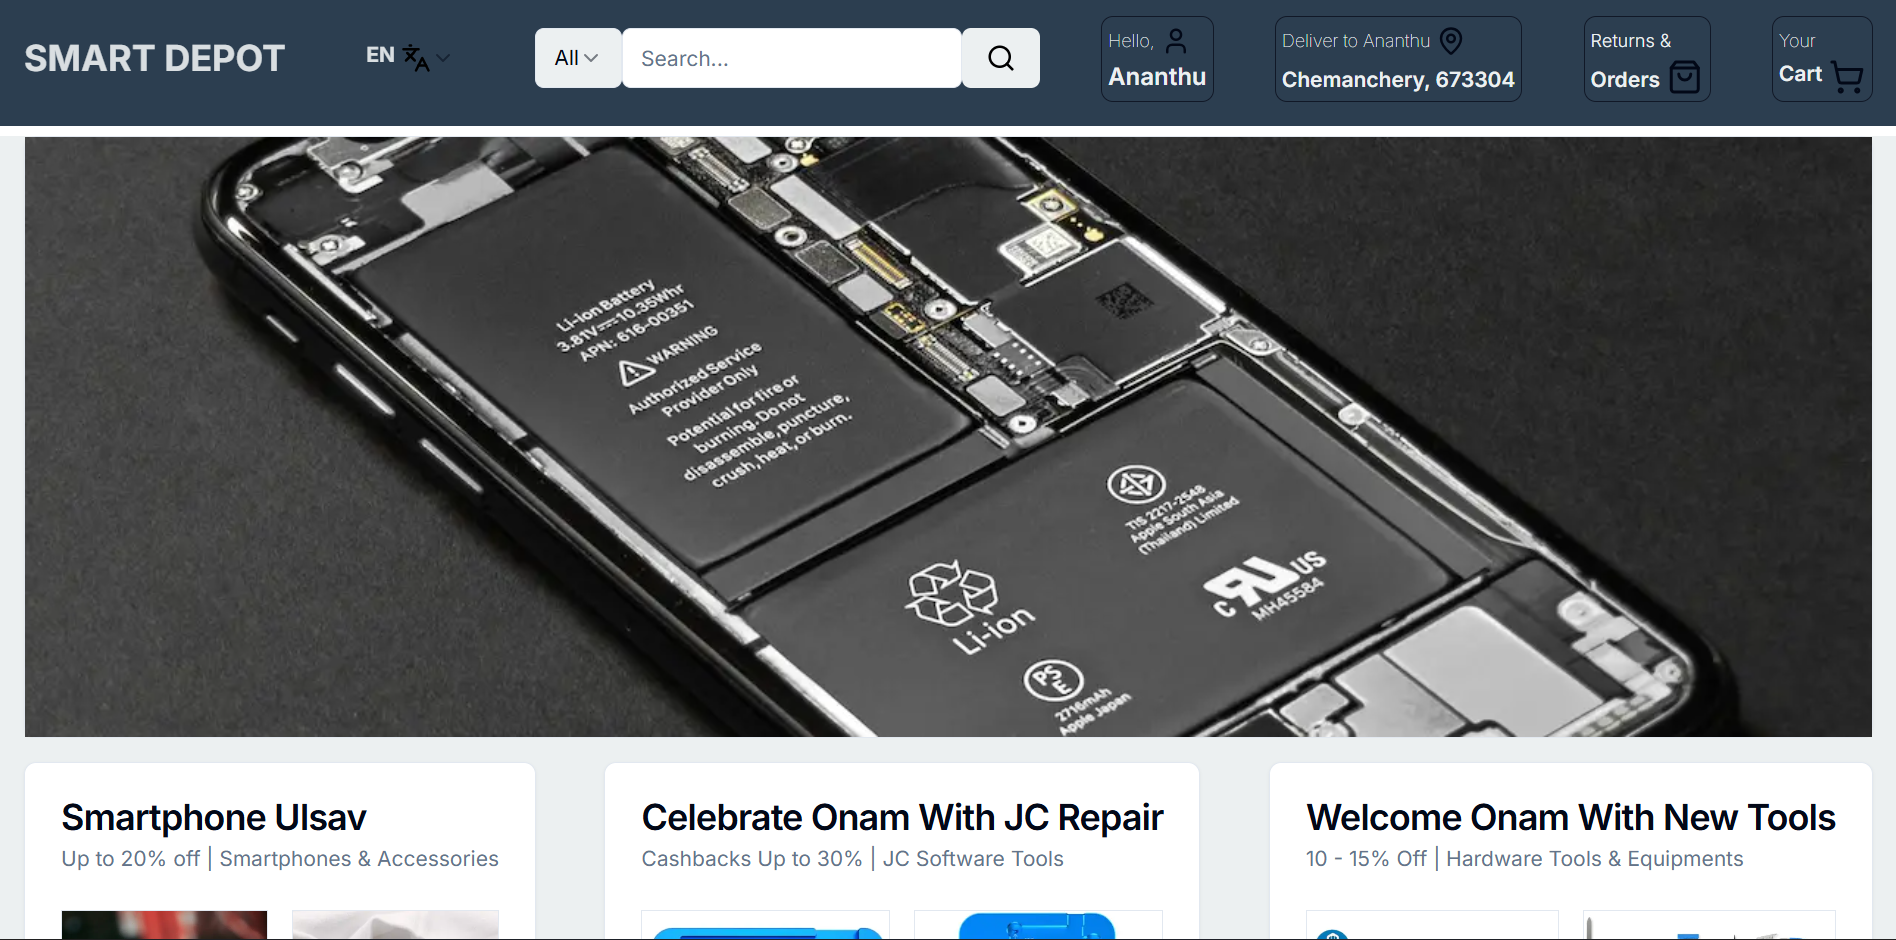 SMART DEPOT
EN
All
Search...
Hello,
Ananthu
Deliver to Ananthu
Chemanchery, 673304
Returns &
Orders
Your
Cart
Li-ion Battery
3.81V⎓10.35Whr
APN: 616-00351
WARNING
Authorized Service
Provider Only
Potential for fire or
burning. Do not
disassemble, puncture,
crush, heat, or burn.
TIS 2217-2548
Apple South Asia
(Thailand) Limited
Li-ion
c RU US
MH45584
PS
E
2716mAh
Apple Japan
Smartphone Ulsav
Up to 20% off | Smartphones & Accessories
Celebrate Onam With JC Repair
Cashbacks Up to 30% | JC Software Tools
Welcome Onam With New Tools
10 - 15% Off | Hardware Tools & Equipments